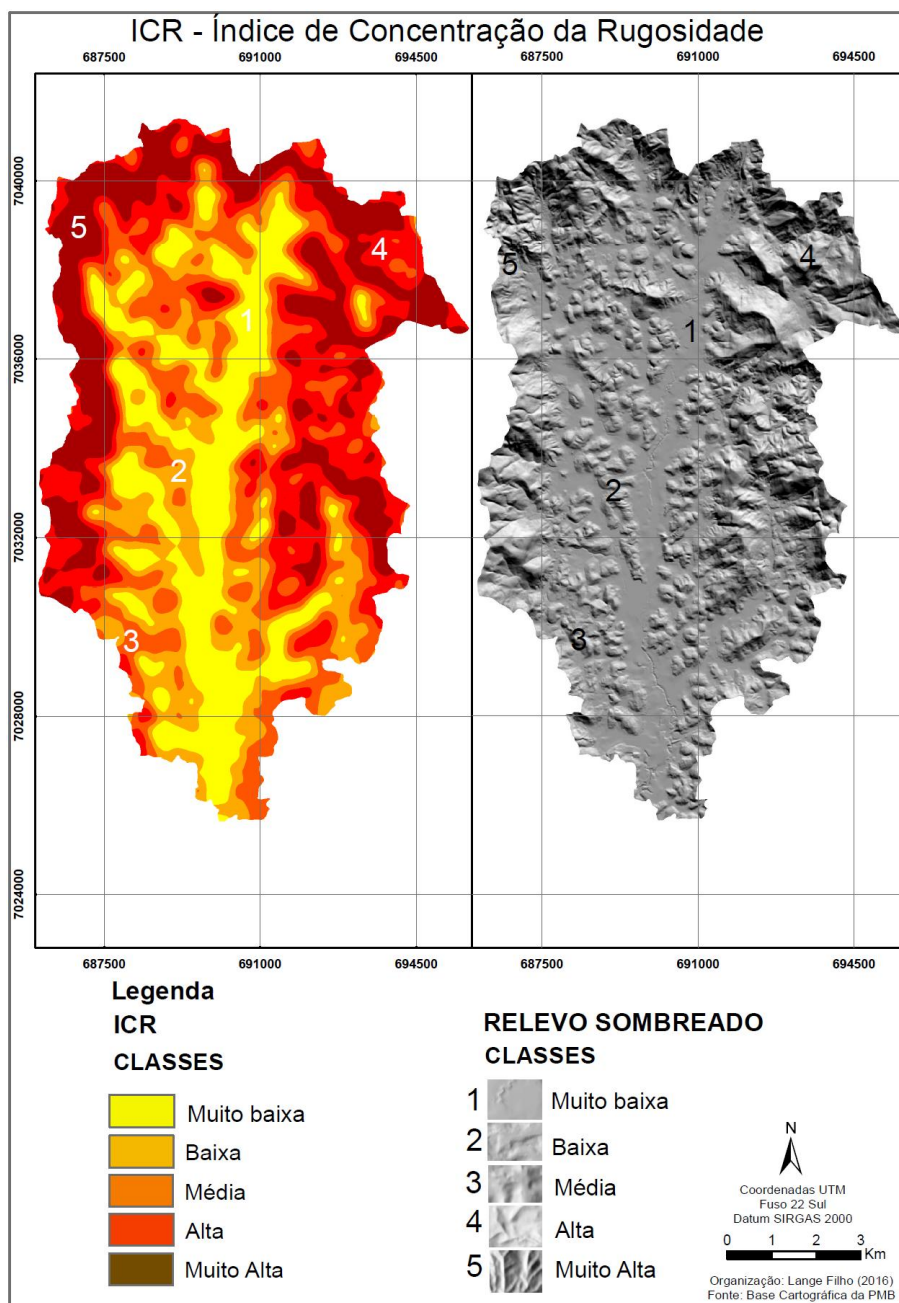 ICR - Índice de Concentração da Rugosidade
687500 691000 694500 687500 691000 694500
7040000
7036000
7032000
7028000
7024000
5 4 1 2 3
5 4 1 2 3
687500 691000 694500 687500 691000 694500
Legenda
ICR
CLASSES
Muito baixa
Baixa
Média
Alta
Muito Alta
RELEVO SOMBREADO
CLASSES
1 Muito baixa
2 Baixa
3 Média
4 Alta
5 Muito Alta
N
Coordenadas UTM
Fuso 22 Sul
Datum SIRGAS 2000
0 1 2 3
Km
Organização: Lange Filho (2016)
Fonte: Base Cartográfica da PMB